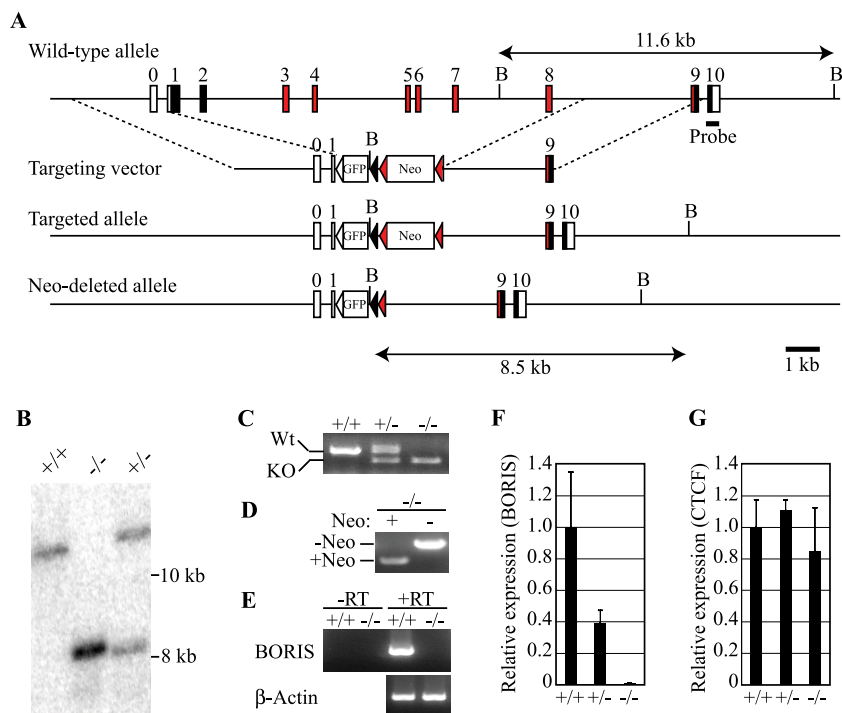 A
Wild-type allele
11.6 kb
0 1 2 3 4 5 6 7 B 8 9 10 B
Probe
Targeting vector
0 1 B 9
GFP Neo
Targeted allele
0 1 B 9 10 B
GFP Neo
Neo-deleted allele
0 1 B 9 10 B
GFP
8.5 kb
1 kb
B
+/+ -/- +/-
10 kb
8 kb
C
+/+ +/- -/-
Wt
KO
D
-/-
Neo: + -
-Neo
+Neo
E
-RT +RT
+/+ -/- +/+ -/-
BORIS
β-Actin
F
Relative expression (BORIS)
1.4
1.2
1.0
0.8
0.6
0.4
0.2
0
+/+ +/- -/-
G
Relative expression (CTCF)
1.4
1.2
1.0
0.8
0.6
0.4
0.2
0
+/+ +/- -/-